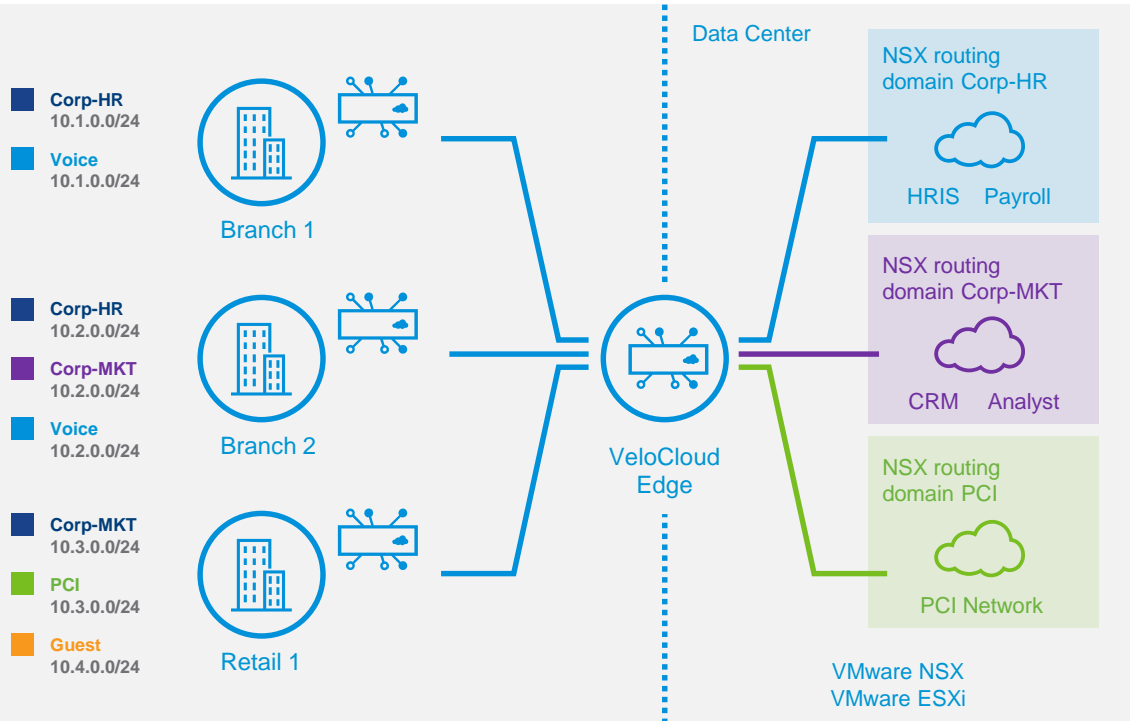 Data Center
Corp-HR
10.1.0.0/24
Voice
10.1.0.0/24
Branch 1
Corp-HR
10.2.0.0/24
Corp-MKT
10.2.0.0/24
Voice
10.2.0.0/24
Branch 2
Corp-MKT
10.3.0.0/24
PCI
10.3.0.0/24
Guest
10.4.0.0/24
Retail 1
VeloCloud
Edge
NSX routing
domain Corp-HR
HRIS Payroll
NSX routing
domain Corp-MKT
CRM Analyst
NSX routing
domain PCI
PCI Network
VMware NSX
VMware ESXi